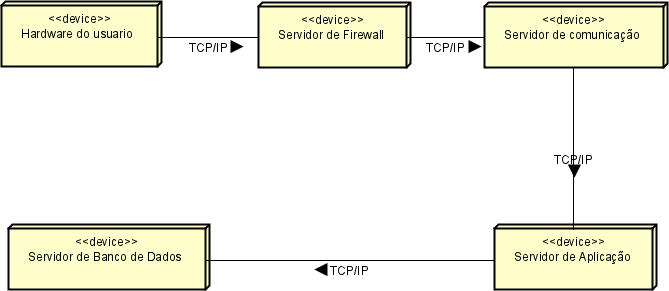 <<device>>
Hardware do usuario
TCP/IP
<<device>>
Servidor de Firewall
TCP/IP
<<device>>
Servidor de comunicação
TCP/IP
<<device>>
Servidor de Aplicação
TCP/IP
<<device>>
Servidor de Banco de Dados